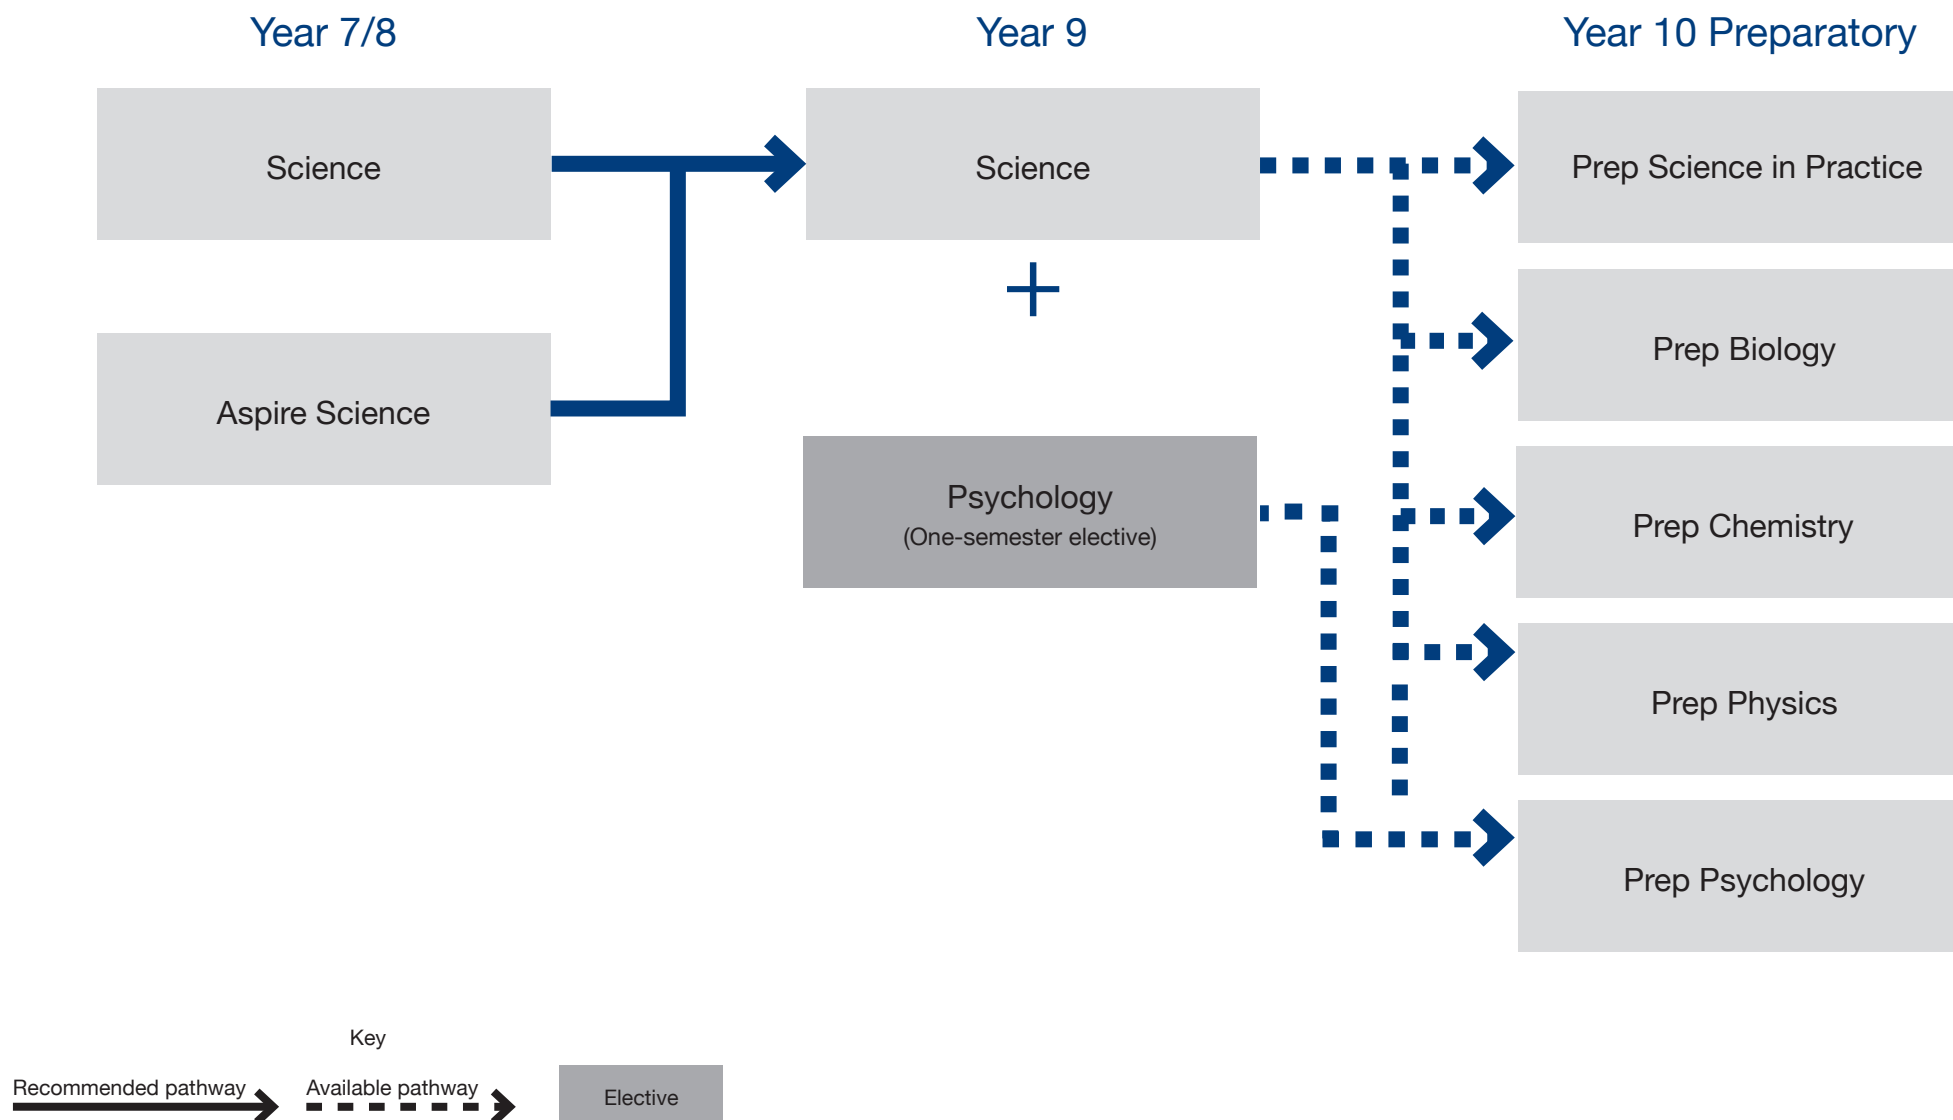 Year 7/8
Year 9
Year 10 Preparatory
Science
Science
Prep Science in Practice
Prep Biology
Aspire Science
Psychology
(One-semester elective)
Prep Chemistry
Prep Physics
Prep Psychology
Key
Recommended pathway
Available pathway
Elective